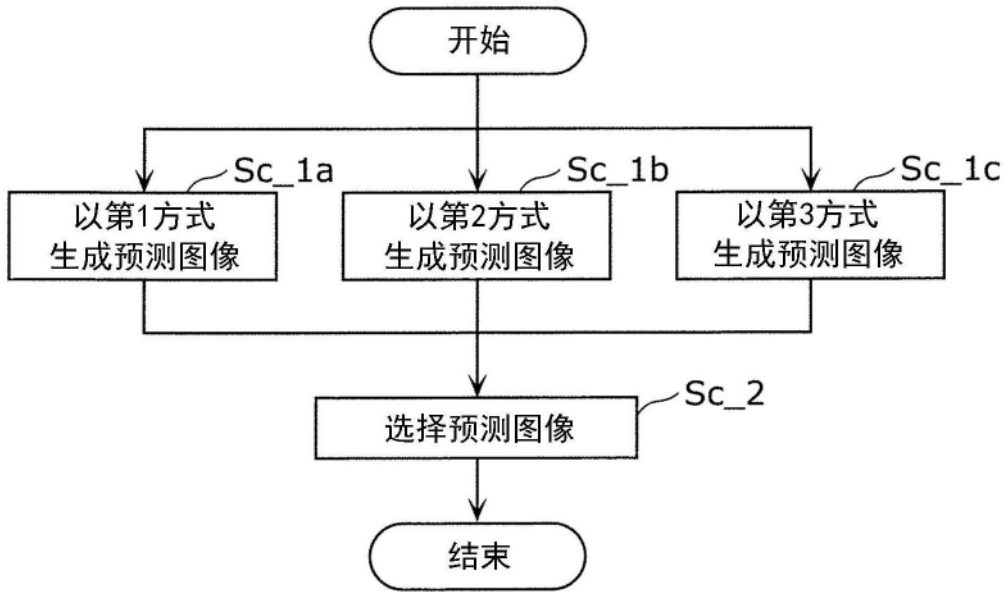 开始
Sc_1a
Sc_1b
Sc_1c
以第1方式
生成预测图像
以第2方式
生成预测图像
以第3方式
生成预测图像
Sc_2
选择预测图像
结束